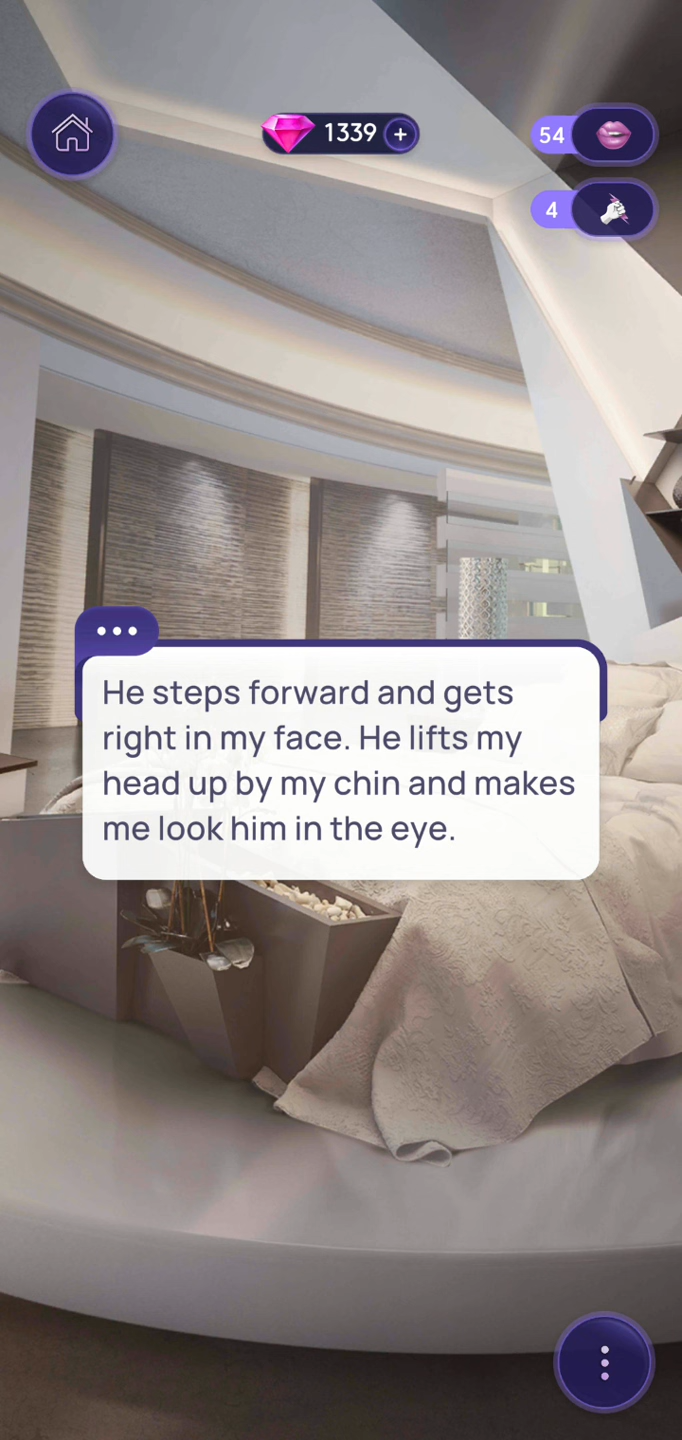 1339 +
54
4
He steps forward and gets
right in my face. He lifts my
head up by my chin and makes
me look him in the eye.